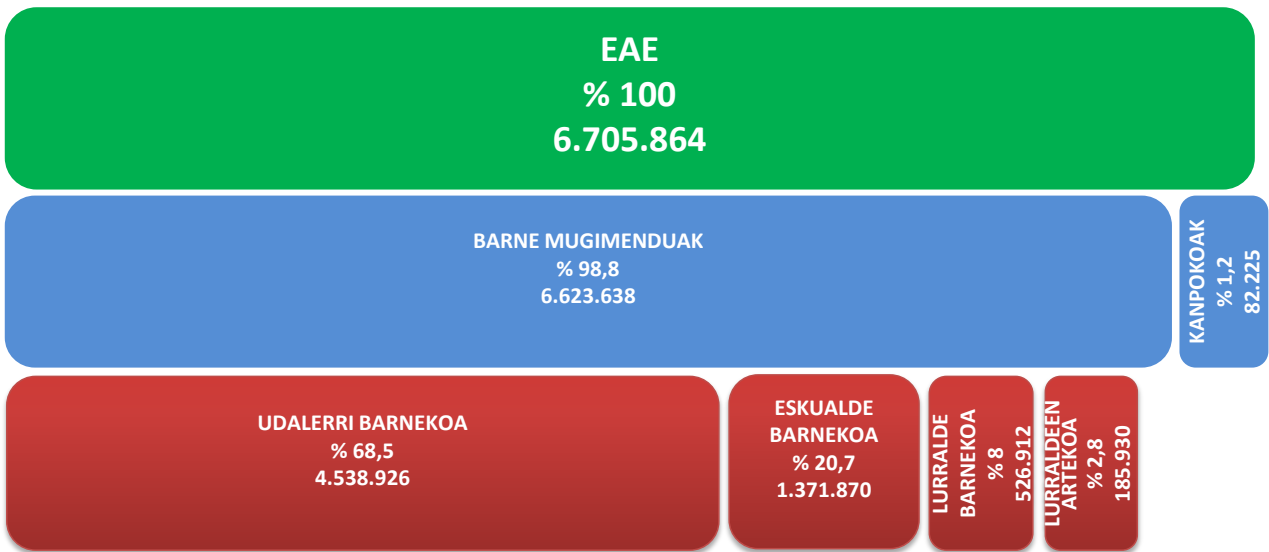 EAE
% 100
6.705.864
BARNE MUGIMENDUAK
% 98,8
6.623.638
KANPOKOAK
% 1,2
82.225
UDALERRI BARNEKOA
% 68,5
4.538.926
ESKUALDE
BARNEKOA
% 20,7
1.371.870
LURRALDE
BARNEKOA
% 8
526.912
LURRALDEEN
ARTEKOA
% 2,8
185.930